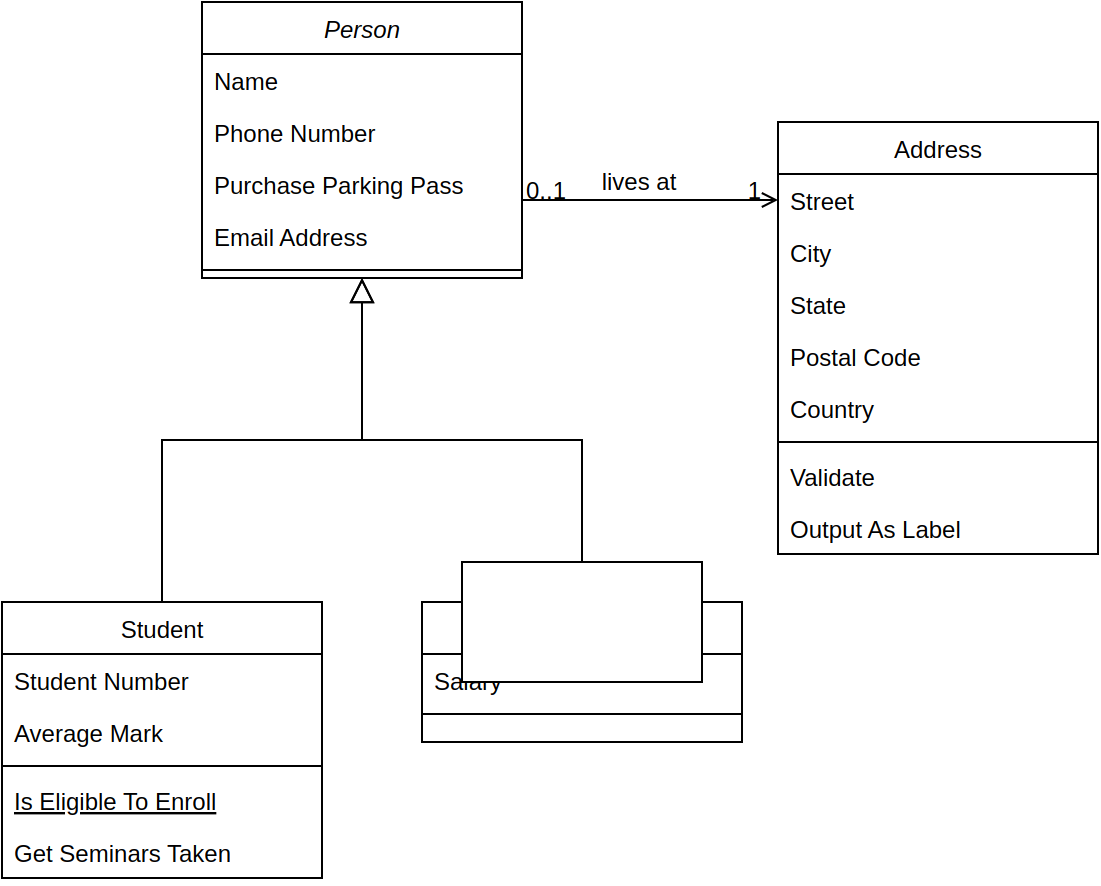 Person
Name
Phone Number
Purchase Parking Pass
Email Address
0..1
lives at
1
Address
Street
City
State
Postal Code
Country
Validate
Output As Label
Student
Student Number
Average Mark
Is Eligible To Enroll
Get Seminars Taken
Salary